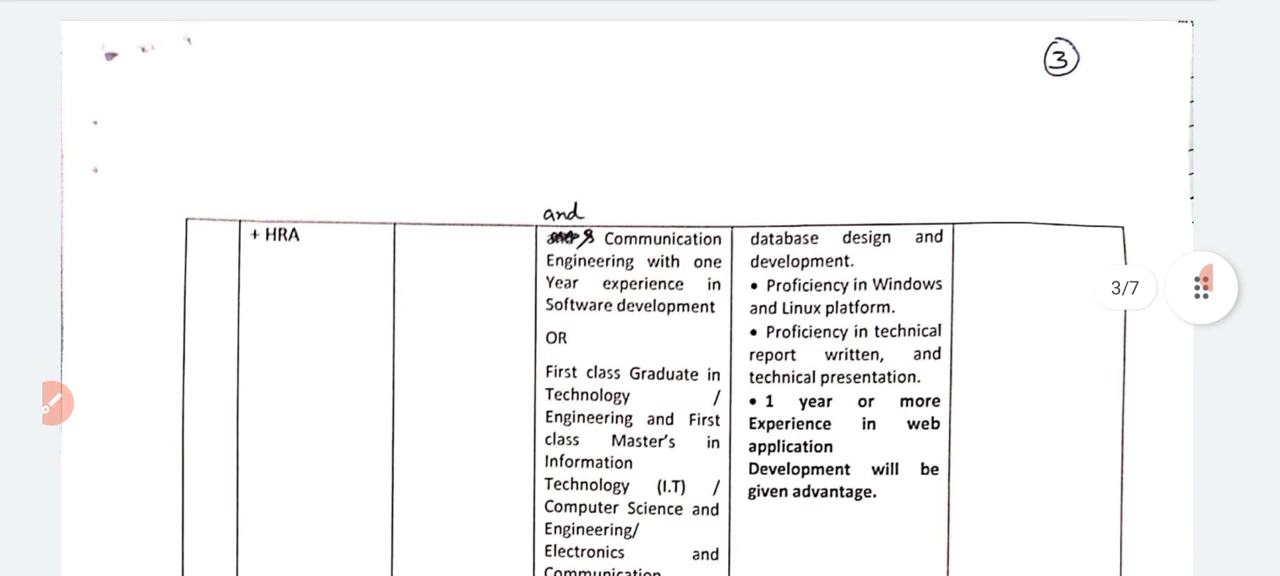 3
and
+ HRA
Communication
Engineering with one
Year experience in
Software development
OR
First class Graduate in
Technology /
Engineering and First
class Master's in
Information
Technology (I.T) /
Computer Science and
Engineering/
Electronics and
Communication
database design and
development.
• Proficiency in Windows
and Linux platform.
• Proficiency in technical
report written, and
technical presentation.
• 1 year or more
Experience in web
application
Development will be
given advantage.
3/7